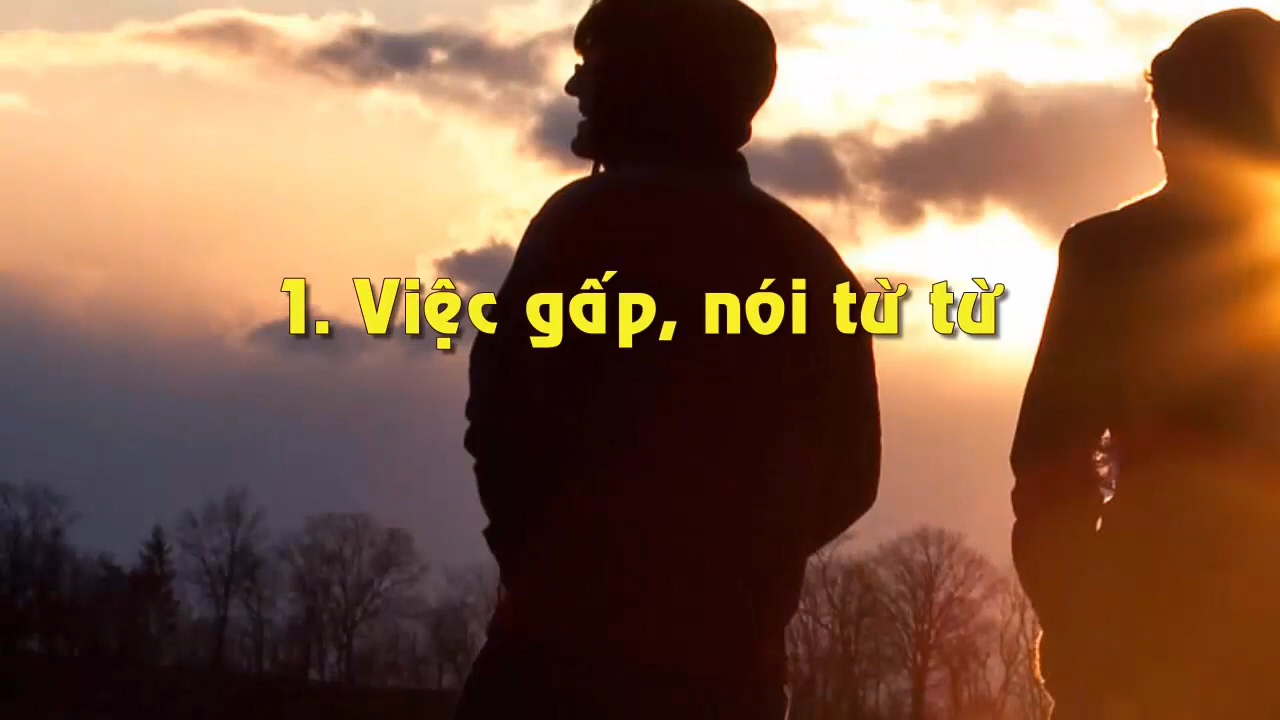 1. Việc gấp, nói từ từ